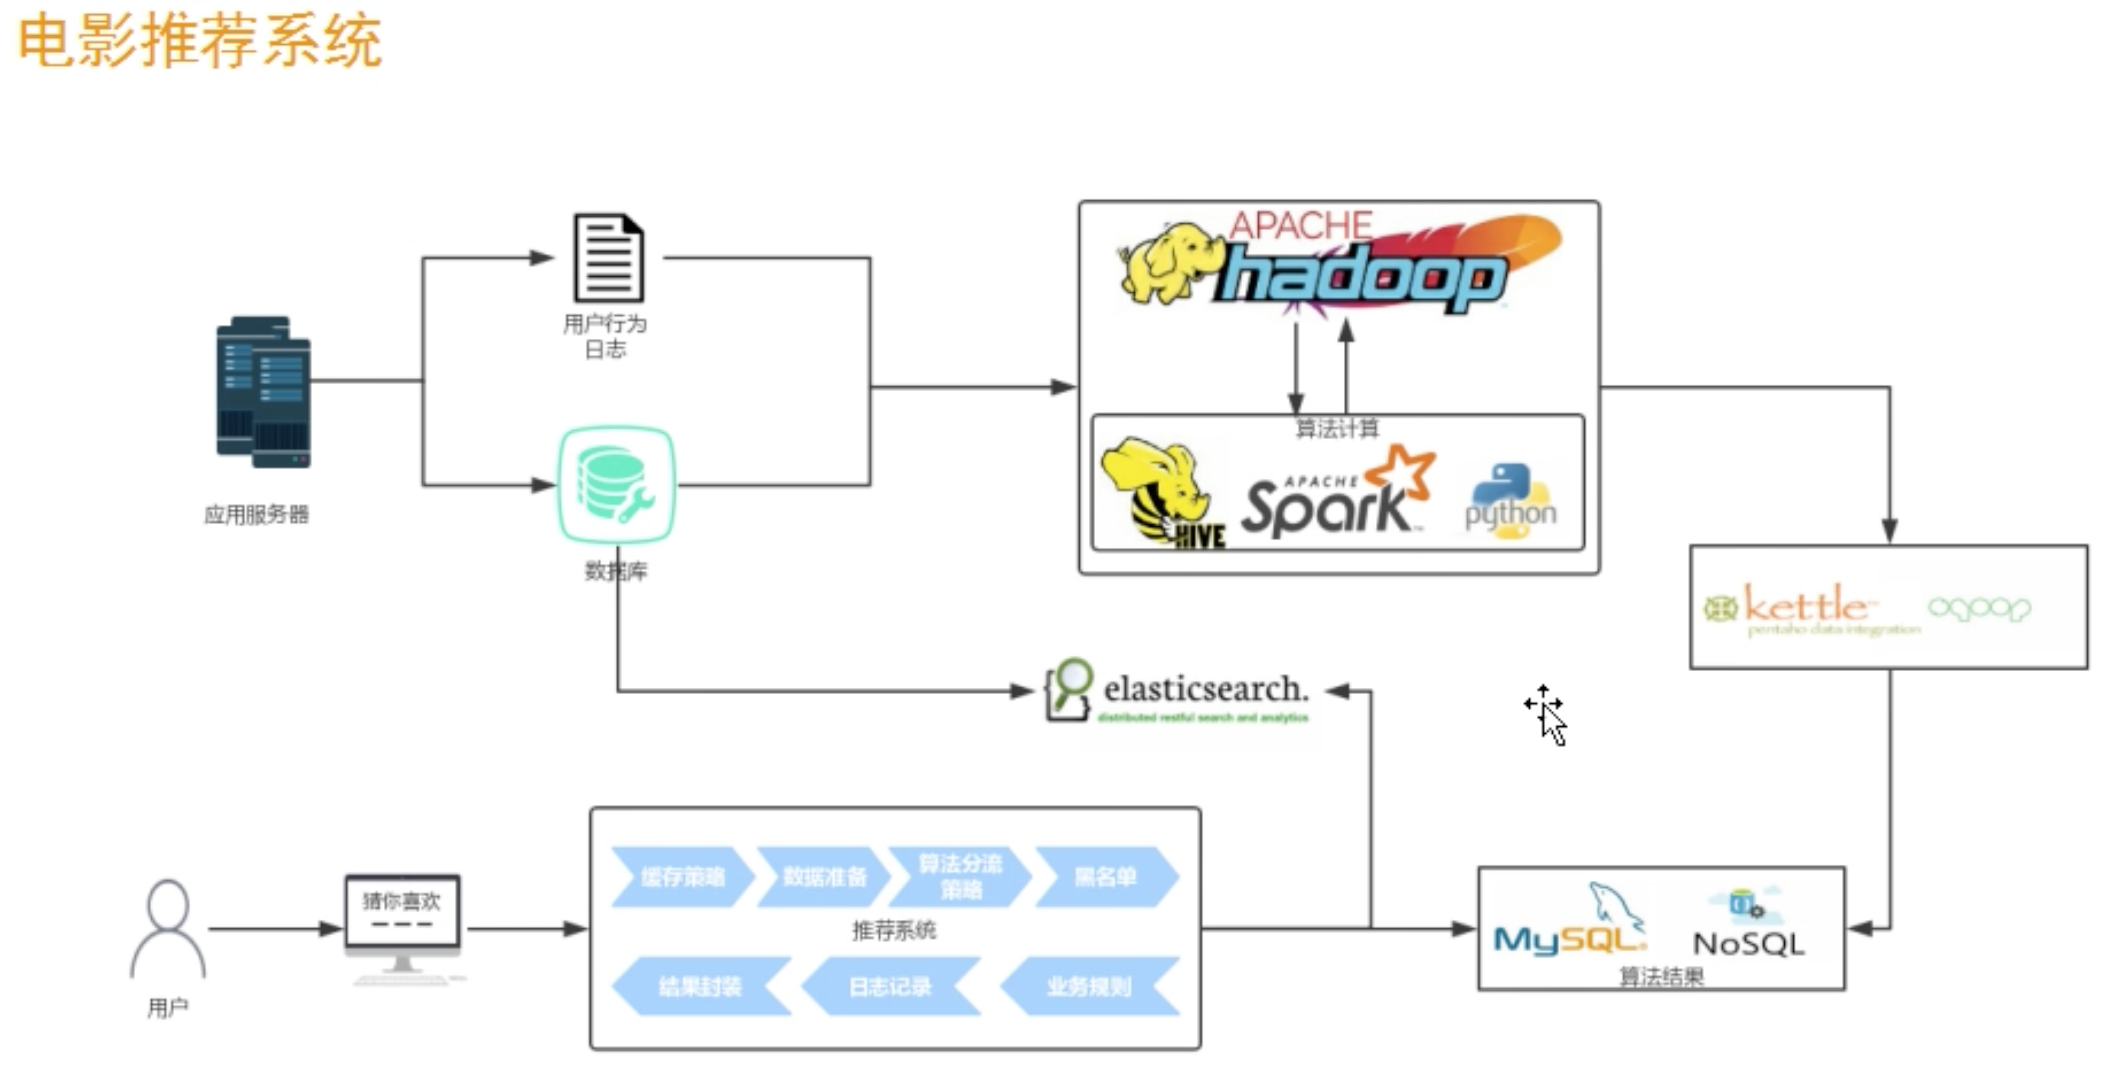 电影推荐系统
用户行为
日志
应用服务器
数据库
APACHE
hadoop
算法计算
HIVE
APACHE
Spark
python
kettle
pentaho data integration
sqoop
elasticsearch.
distributed restful search and analytics
用户
猜你喜欢
缓存策略
数据准备
算法分流
策略
黑名单
推荐系统
结果封装
日志记录
业务规则
MySQL
NoSQL
算法结果